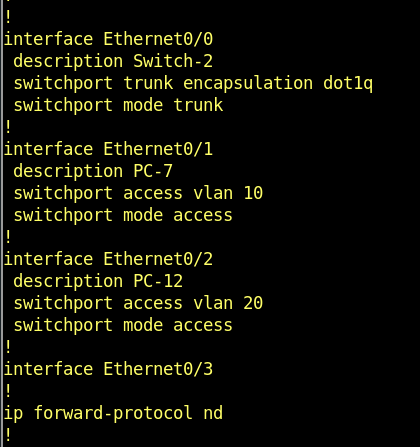 !
interface Ethernet0/0
 description Switch-2
 switchport trunk encapsulation dot1q
 switchport mode trunk
!
interface Ethernet0/1
 description PC-7
 switchport access vlan 10
 switchport mode access
!
interface Ethernet0/2
 description PC-12
 switchport access vlan 20
 switchport mode access
!
interface Ethernet0/3
!
ip forward-protocol nd
!